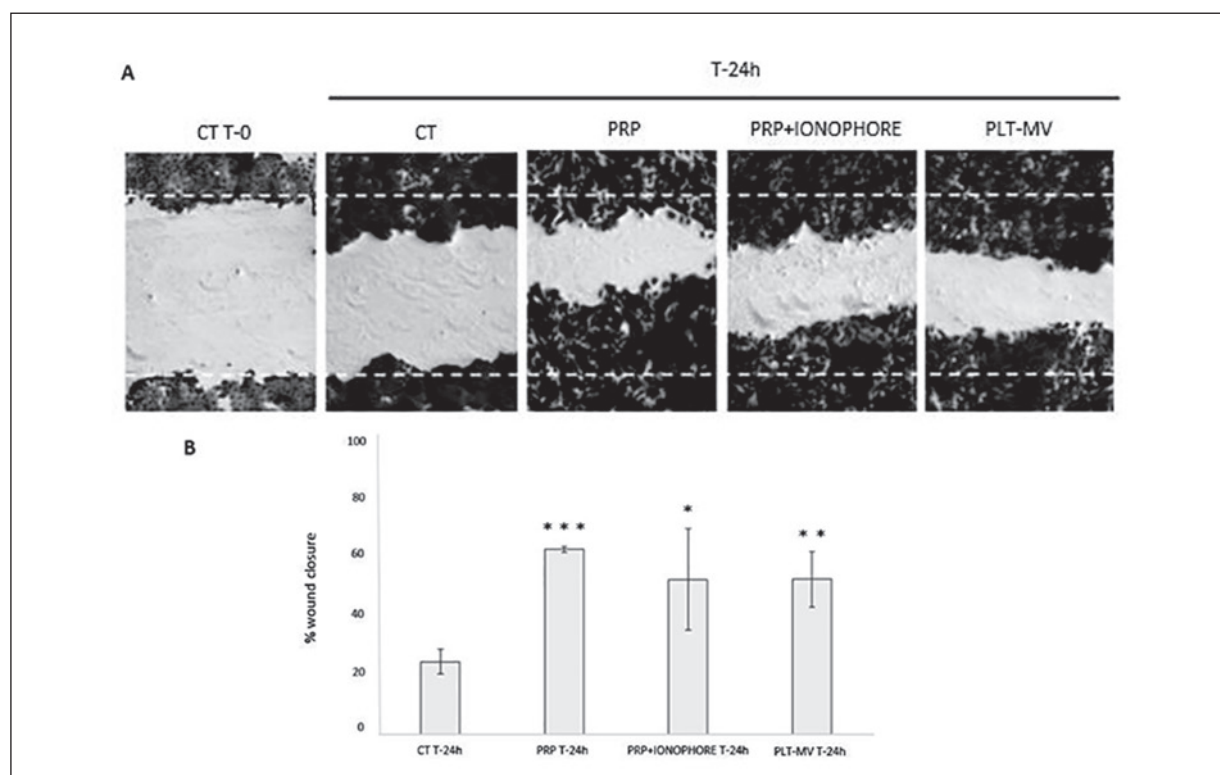 A
T-24h
CT T-0 CT PRP PRP+IONOPHORE PLT-MV
B
% wound closure
100
80
60
40
20
0
* * *
*
* *
CT T-24h PRP T-24h PRP+IONOPHORE T-24h PLT-MV T-24h